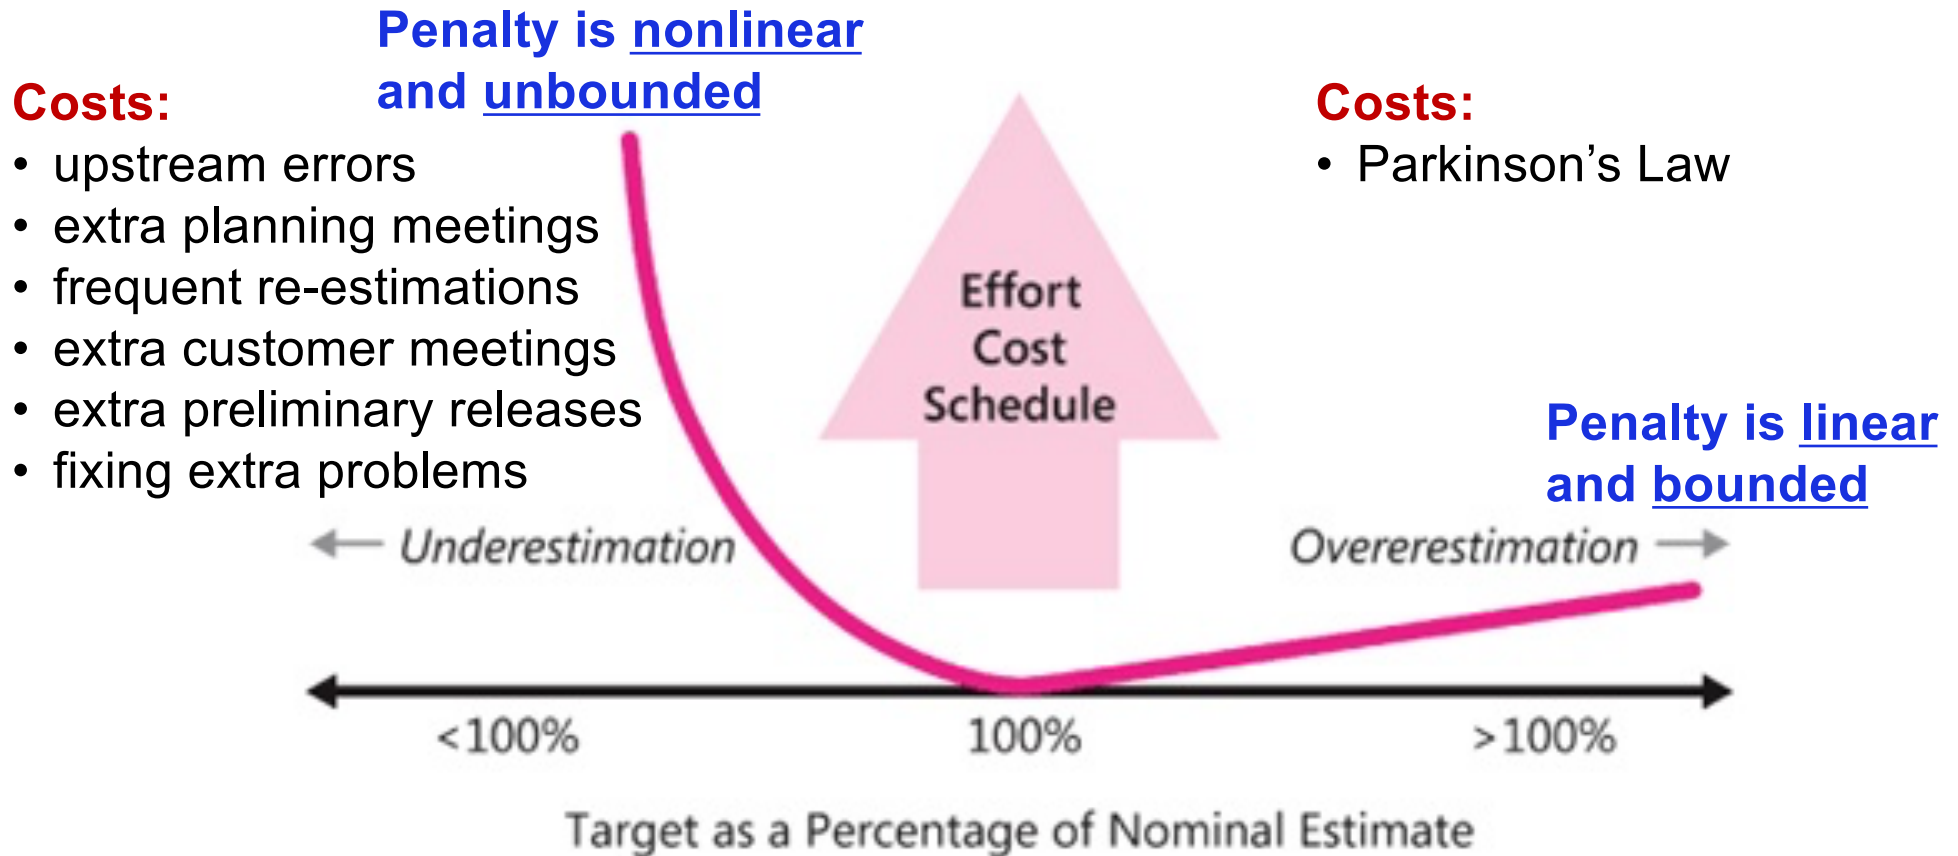 Penalty is nonlinear
and unbounded
Costs:
• upstream errors
• extra planning meetings
• frequent re-estimations
• extra customer meetings
• extra preliminary releases
• fixing extra problems
Effort
Cost
Schedule
Costs:
• Parkinson’s Law
Penalty is linear
and bounded
Underestimation
Overerestimation
<100%
100%
>100%
Target as a Percentage of Nominal Estimate